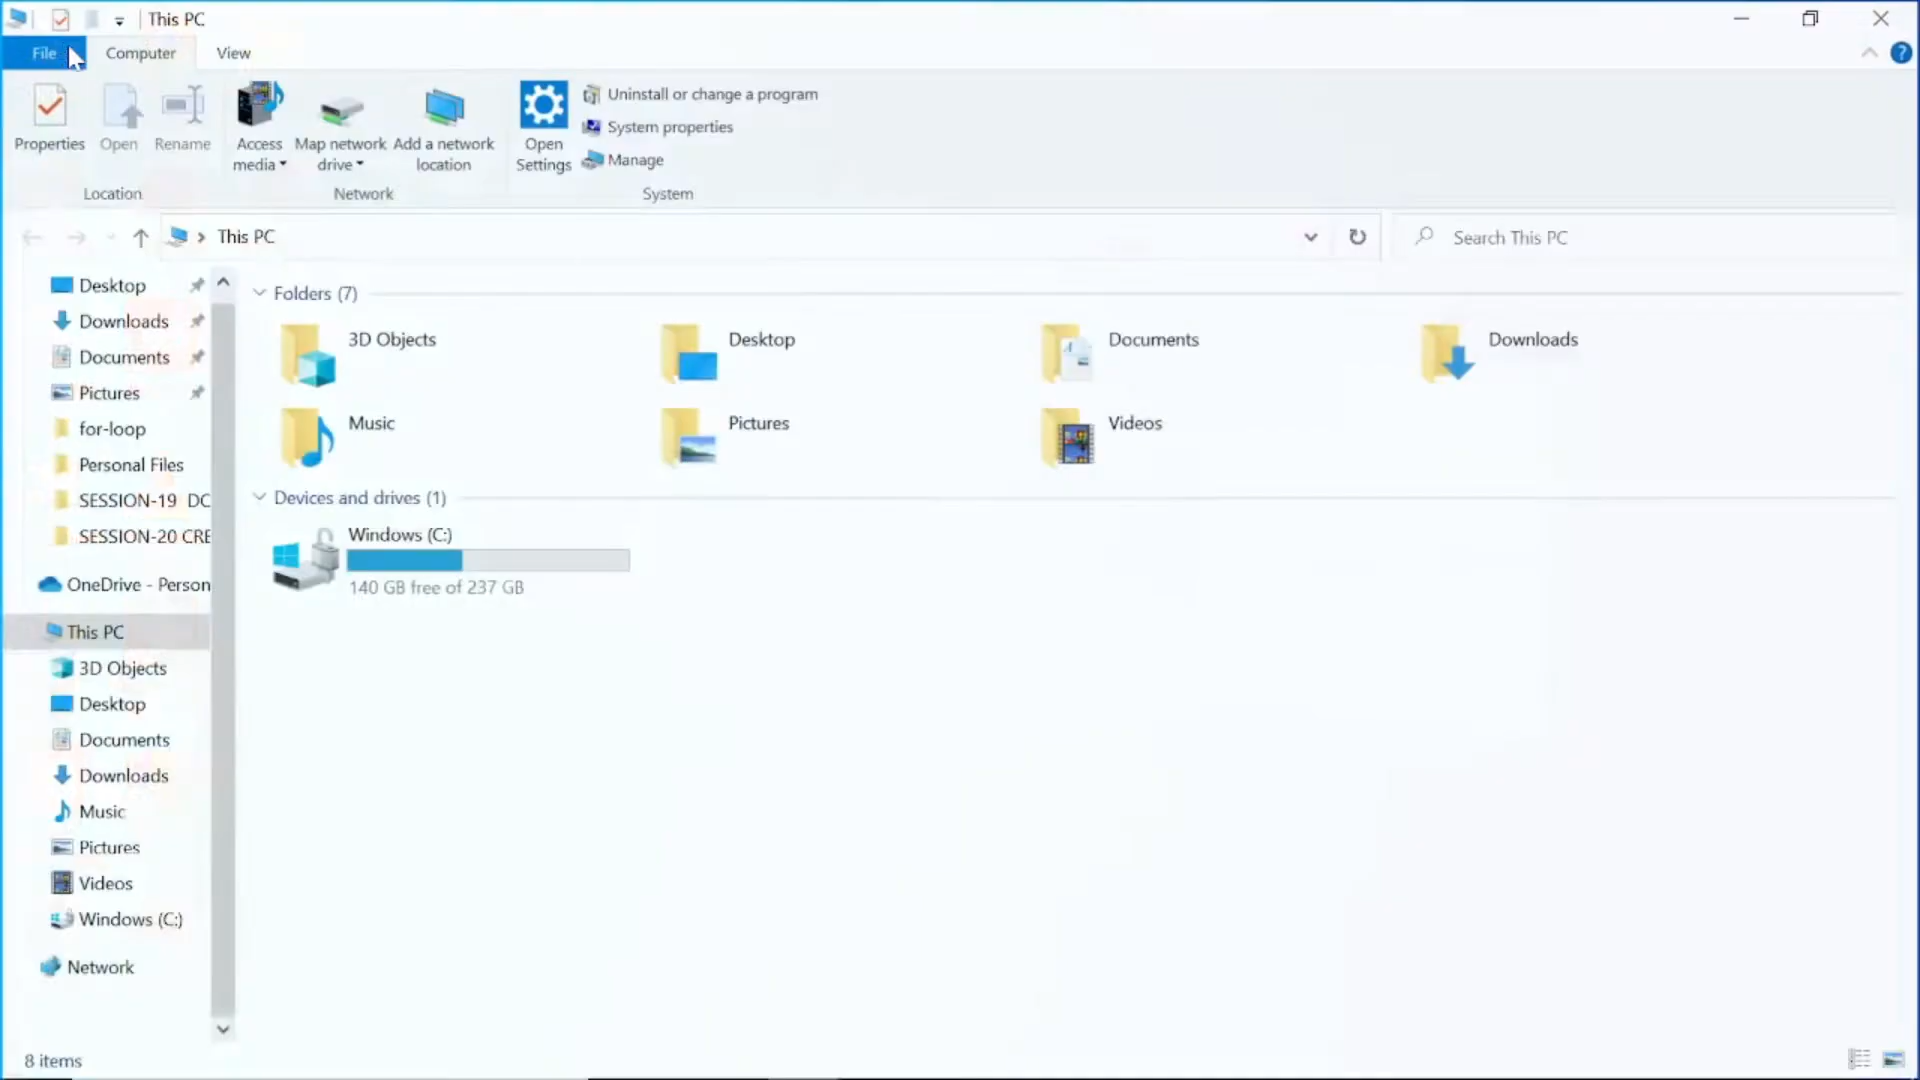 This PC
File Computer View
Properties Open Rename Access media Map network drive Add a network location Open Settings Uninstall or change a program
System properties
Manage
Location Network System
This PC Search This PC
Desktop
Downloads
Documents
Pictures
for-loop
Personal Files
SESSION-19 DC
SESSION-20 CRE
OneDrive - Person
This PC
3D Objects
Desktop
Documents
Downloads
Music
Pictures
Videos
Windows (C:)
Network
Folders (7)
3D Objects Desktop Documents Downloads
Music Pictures Videos
Devices and drives (1)
Windows (C:)
140 GB free of 237 GB
8 items